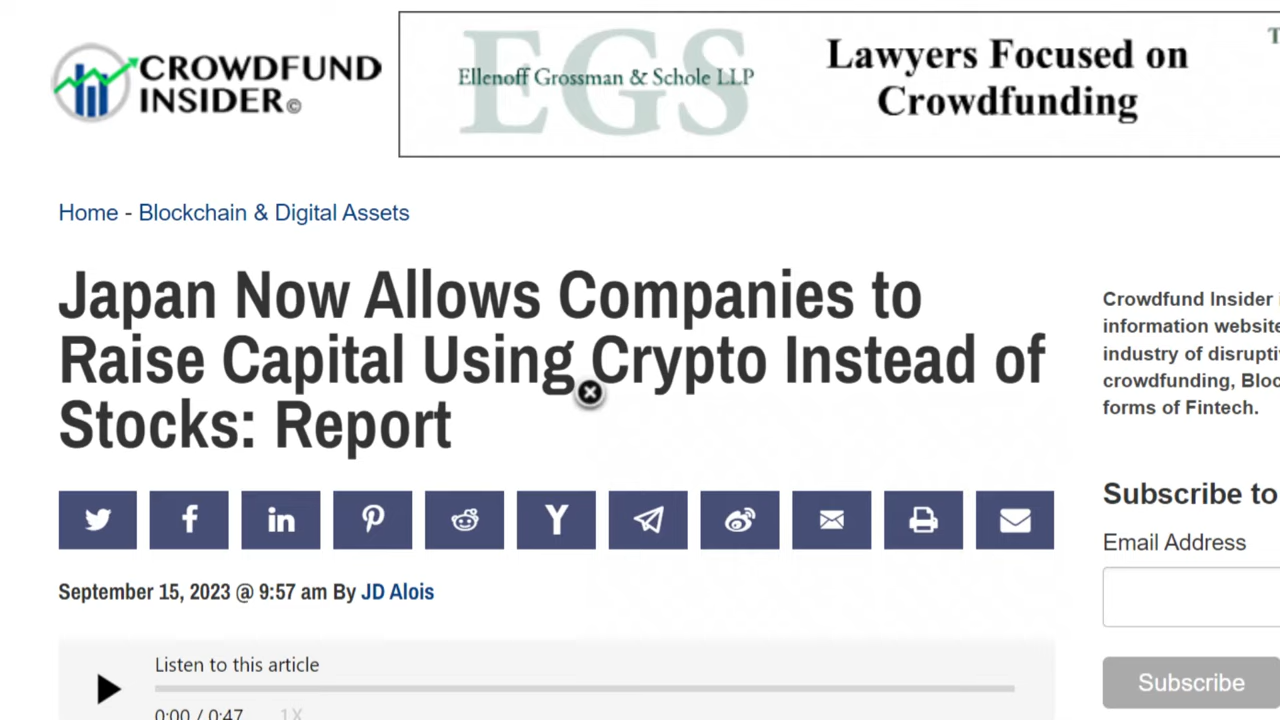 CROWDFUND
INSIDER©
EGS
Ellenoff Grossman & Schole LLP
Lawyers Focused on
Crowdfunding
T
Home - Blockchain & Digital Assets
Japan Now Allows Companies to
Raise Capital Using Crypto Instead of
Stocks: Report
September 15, 2023 @ 9:57 am By JD Alois
Listen to this article
0:00 / 0:47 1X
Crowdfund Insider
information website
industry of disrupti
crowdfunding, Bloc
forms of Fintech.
Subscribe to
Email Address
Subscribe